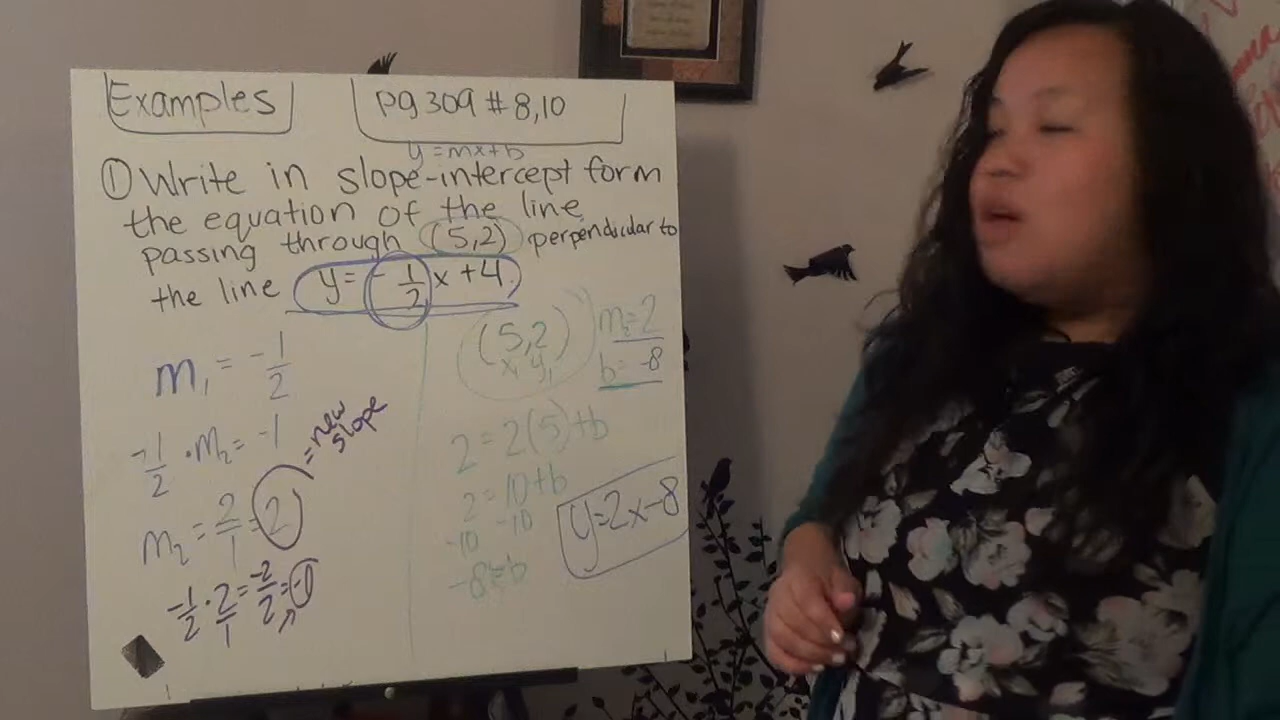 Examples
pg 309 # 8,10
y = mx+b
① Write in slope-intercept form
the equation of the line
passing through (5,2) perpendicular to
the line y = -1/2 x + 4
m₁ = -1/2
-1/2 · m₂ = -1
m₂ = 2/1 = 2 = new slope
-1/2 · 2/1 = -2/2 = -1
(5,2)
x₁ y₁
m₂ = 2
b = -8
2 = 2(5)+b
2 = 10+b
-10 -10
-8 = b
y=2x-8